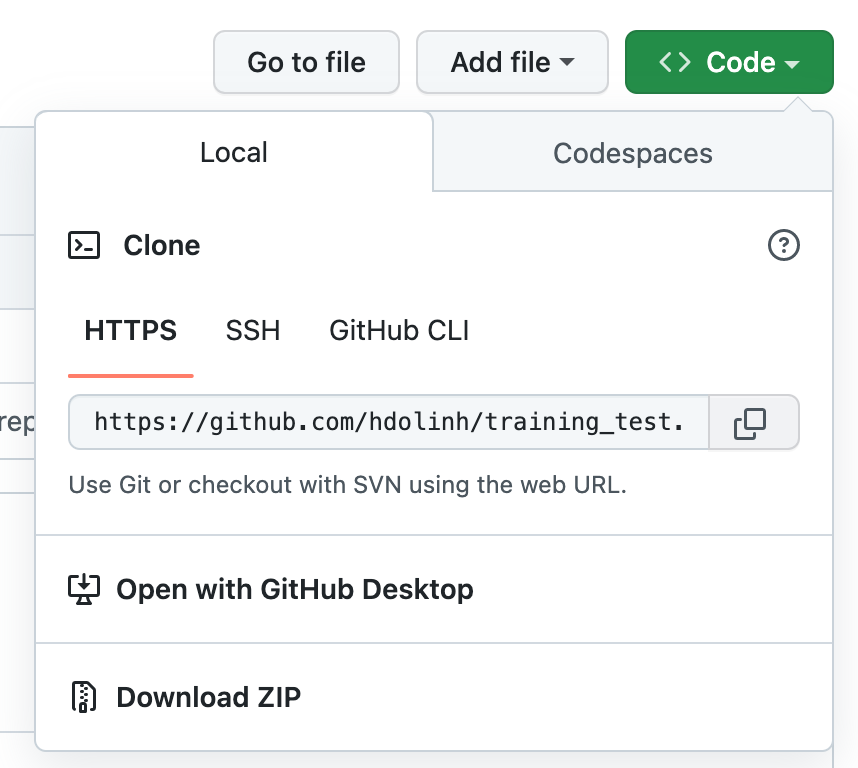 Go to file Add file <> Code
Local Codespaces
Clone
HTTPS SSH GitHub CLI
https://github.com/hdolinh/training_test.
rep
Use Git or checkout with SVN using the web URL.
Open with GitHub Desktop
Download ZIP